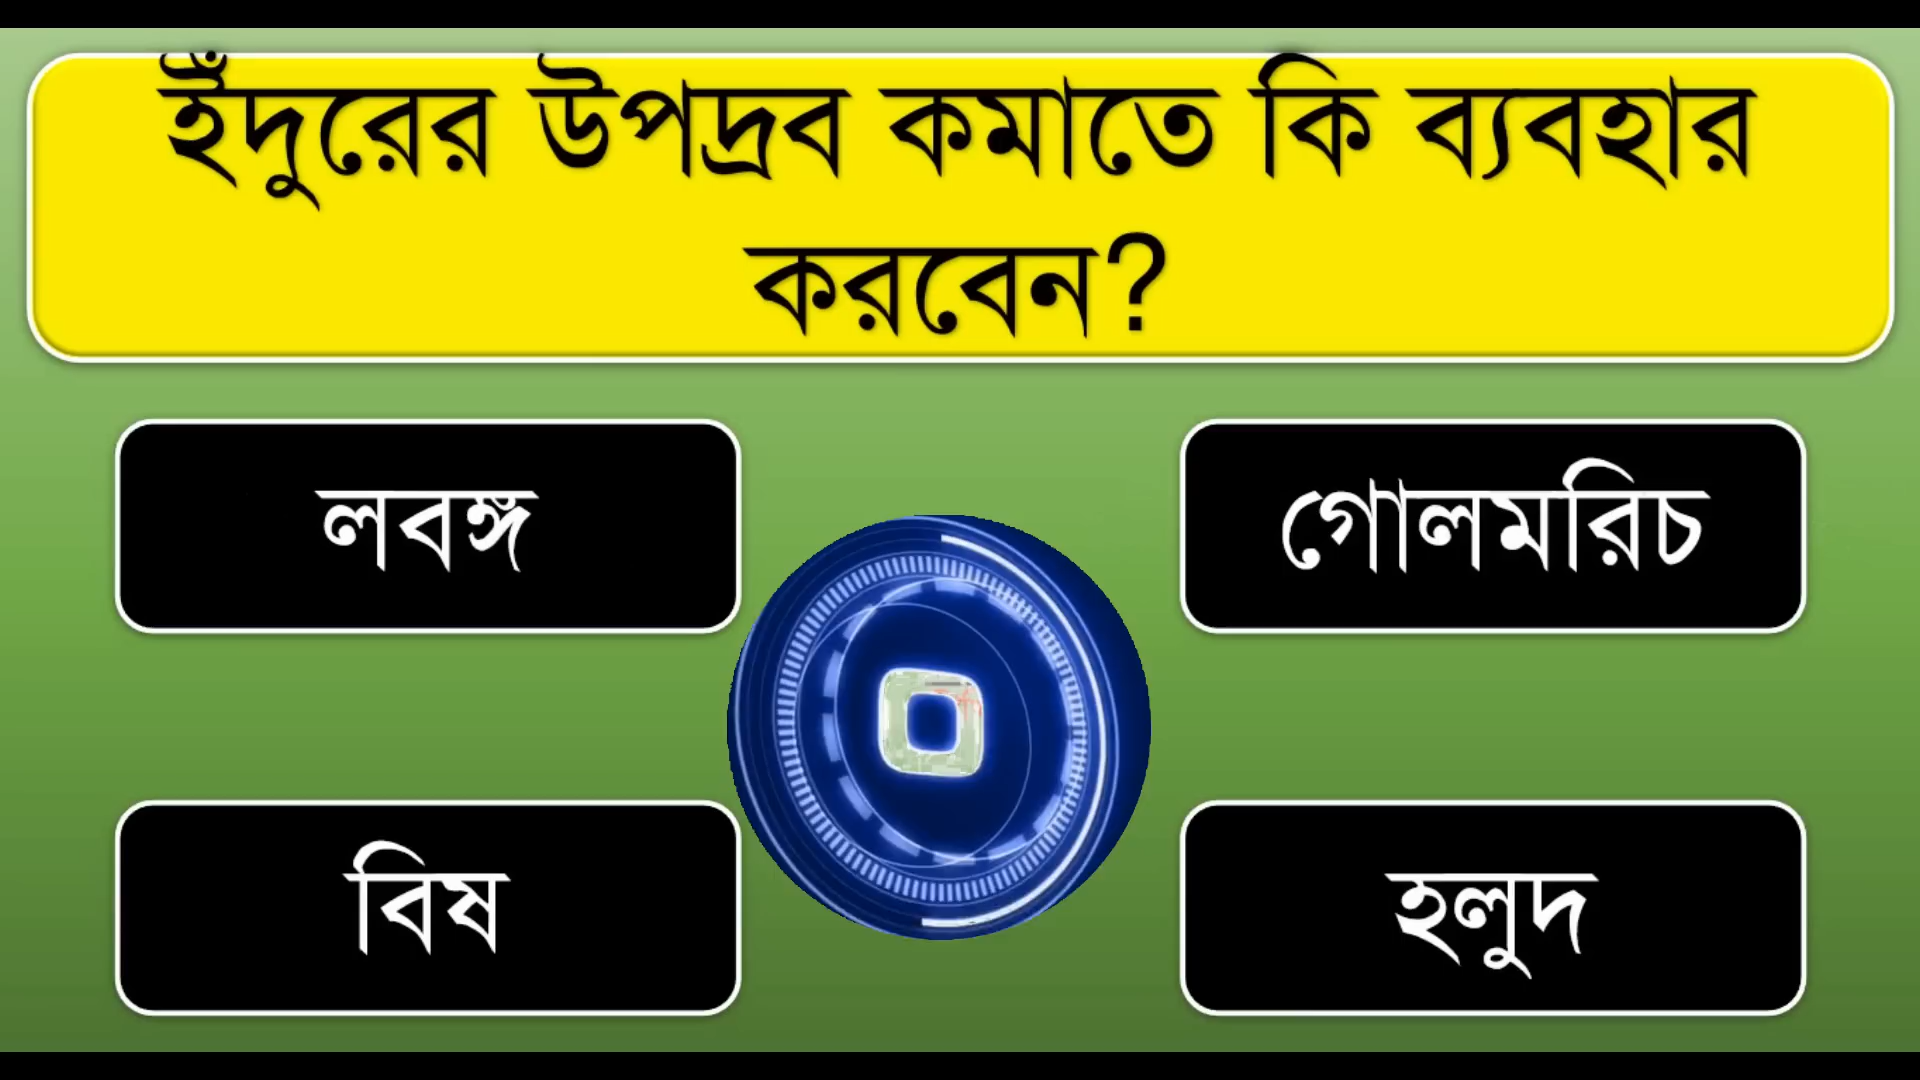 ইঁদুরের উপদ্রব কমাতে কি ব্যবহার
করবেন?
লবঙ্গ
গোলমরিচ
বিষ
হলুদ